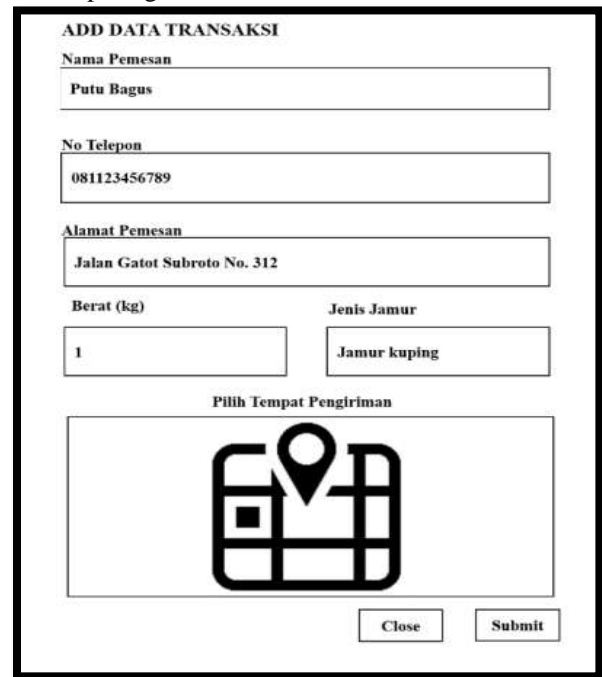 ADD DATA TRANSAKSI
Nama Pemesan
Putu Bagus
No Telepon
081123456789
Alamat Pemesan
Jalan Gatot Subroto No. 312
Berat (kg) Jenis Jamur
1 Jamur kuping
Pilih Tempat Pengiriman
Close Submit